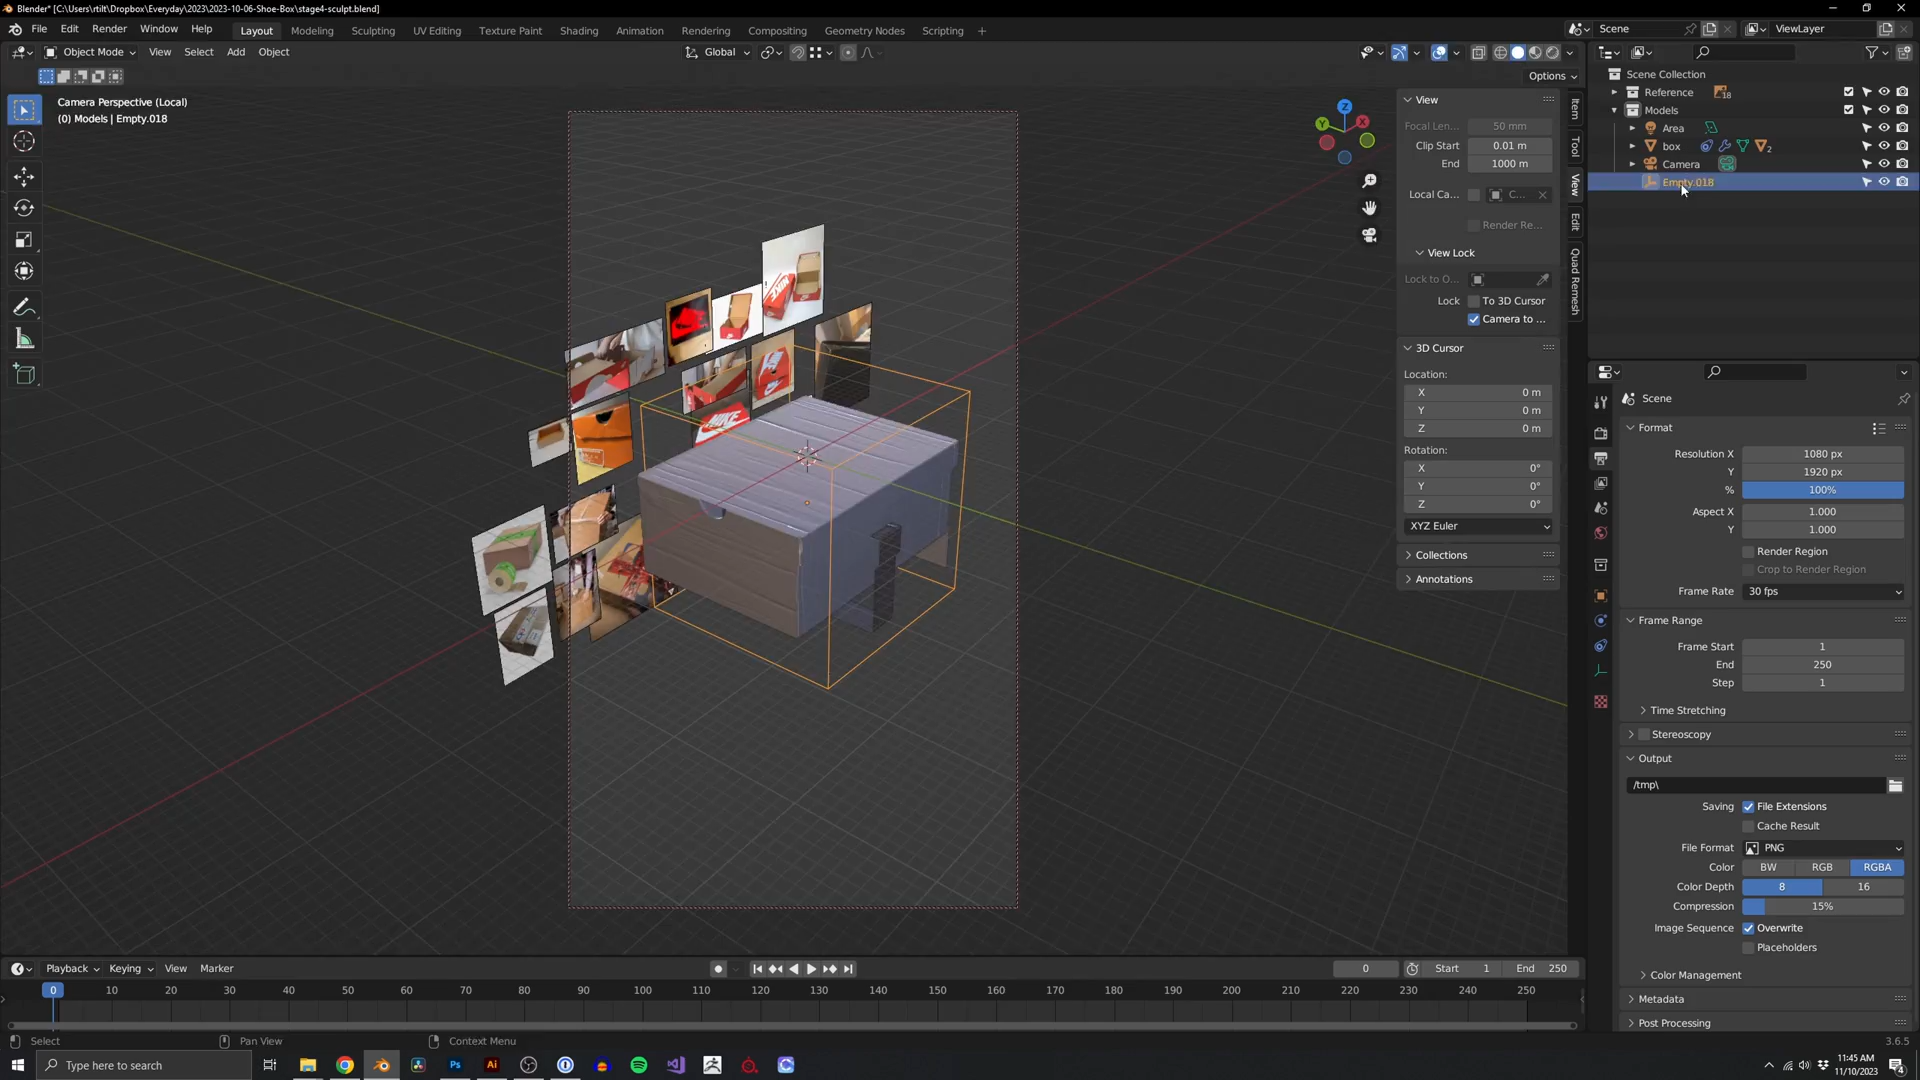 Blender* [C:\Users\rtilt\Dropbox\Everyday\2023\2023-10-06-Shoe-Box\stage4-sculpt.blend]
File Edit Render Window Help Layout Modeling Sculpting UV Editing Texture Paint Shading Animation Rendering Compositing Geometry Nodes Scripting + Scene ViewLayer
Object Mode View Select Add Object Global
Options
Camera Perspective (Local)
(0) Models | Empty.018
View
Focal Len... 50 mm
Clip Start 0.01 m
End 1000 m
Local Ca... C...
Render Re...
View Lock
Lock to O...
Lock To 3D Cursor
Camera to ...
3D Cursor
Location:
X 0 m
Y 0 m
Z 0 m
Rotation:
X 0°
Y 0°
Z 0°
XYZ Euler
Collections
Annotations
Item
Tool
View
Edit
Quad Remesh
Z
Y
X
NIKE
NIKE
Scene Collection
Reference 18
Models
Area
box 2
Camera
Empty.018
Scene
Format
Resolution X 1080 px
Y 1920 px
% 100%
Aspect X 1.000
Y 1.000
Render Region
Crop to Render Region
Frame Rate 30 fps
Frame Range
Frame Start 1
End 250
Step 1
Time Stretching
Stereoscopy
Output
/tmp\
Saving File Extensions
Cache Result
File Format PNG
Color BW RGB RGBA
Color Depth 8 16
Compression 15%
Image Sequence Overwrite
Placeholders
Color Management
Metadata
Post Processing
Playback Keying View Marker 0 Start 1 End 250
0 10 20 30 40 50 60 70 80 90 100 110 120 130 140 150 160 170 180 190 200 210 220 230 240 250
Select Pan View Context Menu 3.6.5
Type here to search
Ps
Ai
11:45 AM
11/10/2023
4